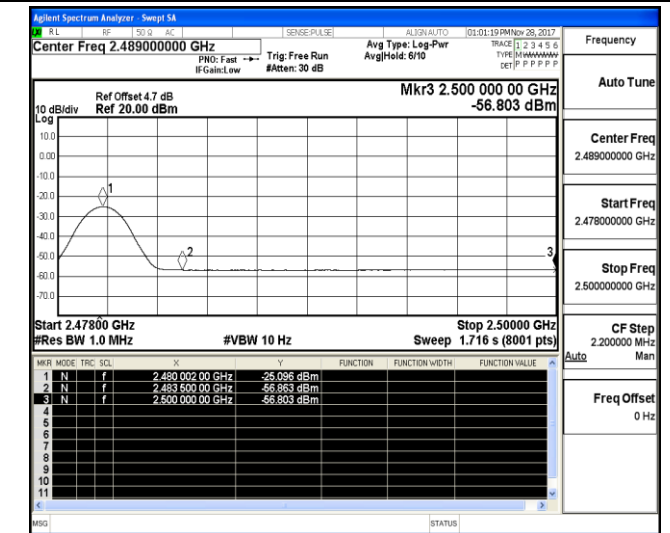 Agilent Spectrum Analyzer - Swept SA
RL RF 50 Ω AC SENSE:PULSE ALIGN AUTO 01:01:19 PM Nov 28, 2017
Center Freq 2.489000000 GHz
PNO: Fast
IFGain:Low
Trig: Free Run
#Atten: 30 dB
Avg Type: Log-Pwr
Avg|Hold: 6/10
TRACE 1 2 3 4 5 6
TYPE MWWWWW
DET P P P P P P
Frequency
Auto Tune
Center Freq
2.489000000 GHz
Start Freq
2.478000000 GHz
Stop Freq
2.500000000 GHz
CF Step
2.200000 MHz
Auto Man
Freq Offset
0 Hz
Mkr3 2.500 000 00 GHz
-56.803 dBm
Ref Offset 4.7 dB
10 dB/div Ref 20.00 dBm
Log
10.0
0.00
-10.0
-20.0
-30.0
-40.0
-50.0
-60.0
-70.0
1
2
3
Start 2.47800 GHz Stop 2.50000 GHz
#Res BW 1.0 MHz #VBW 10 Hz Sweep 1.716 s (8001 pts)
MKR MODE TRC SCL X Y FUNCTION FUNCTION WIDTH FUNCTION VALUE
1 N f 2.480 002 00 GHz -25.096 dBm
2 N f 2.483 500 00 GHz -56.863 dBm
3 N f 2.500 000 00 GHz -56.803 dBm
4
5
6
7
8
9
10
11
MSG STATUS